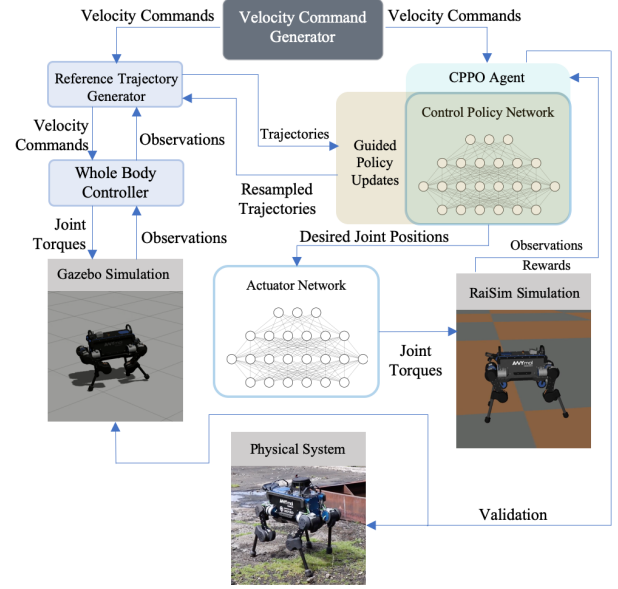 Velocity Commands
Velocity Command
Generator
Velocity Commands
Reference Trajectory
Generator
CPPO Agent
Control Policy Network
Trajectories
Guided
Policy
Updates
Velocity
Commands
Observations
Whole Body
Controller
Resampled
Trajectories
Joint
Torques
Observations
Desired Joint Positions
Observations
Rewards
Gazebo Simulation
Actuator Network
RaiSim Simulation
Joint
Torques
ANYmal
Physical System
Validation